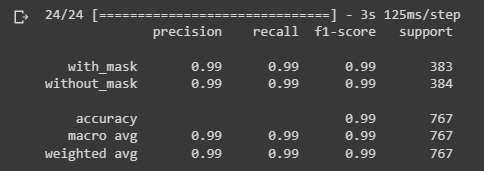 24/24 [==============================] - 3s 125ms/step
              precision    recall  f1-score   support

   with_mask       0.99      0.99      0.99       383
without_mask       0.99      0.99      0.99       384

    accuracy                           0.99       767
   macro avg       0.99      0.99      0.99       767
weighted avg       0.99      0.99      0.99       767